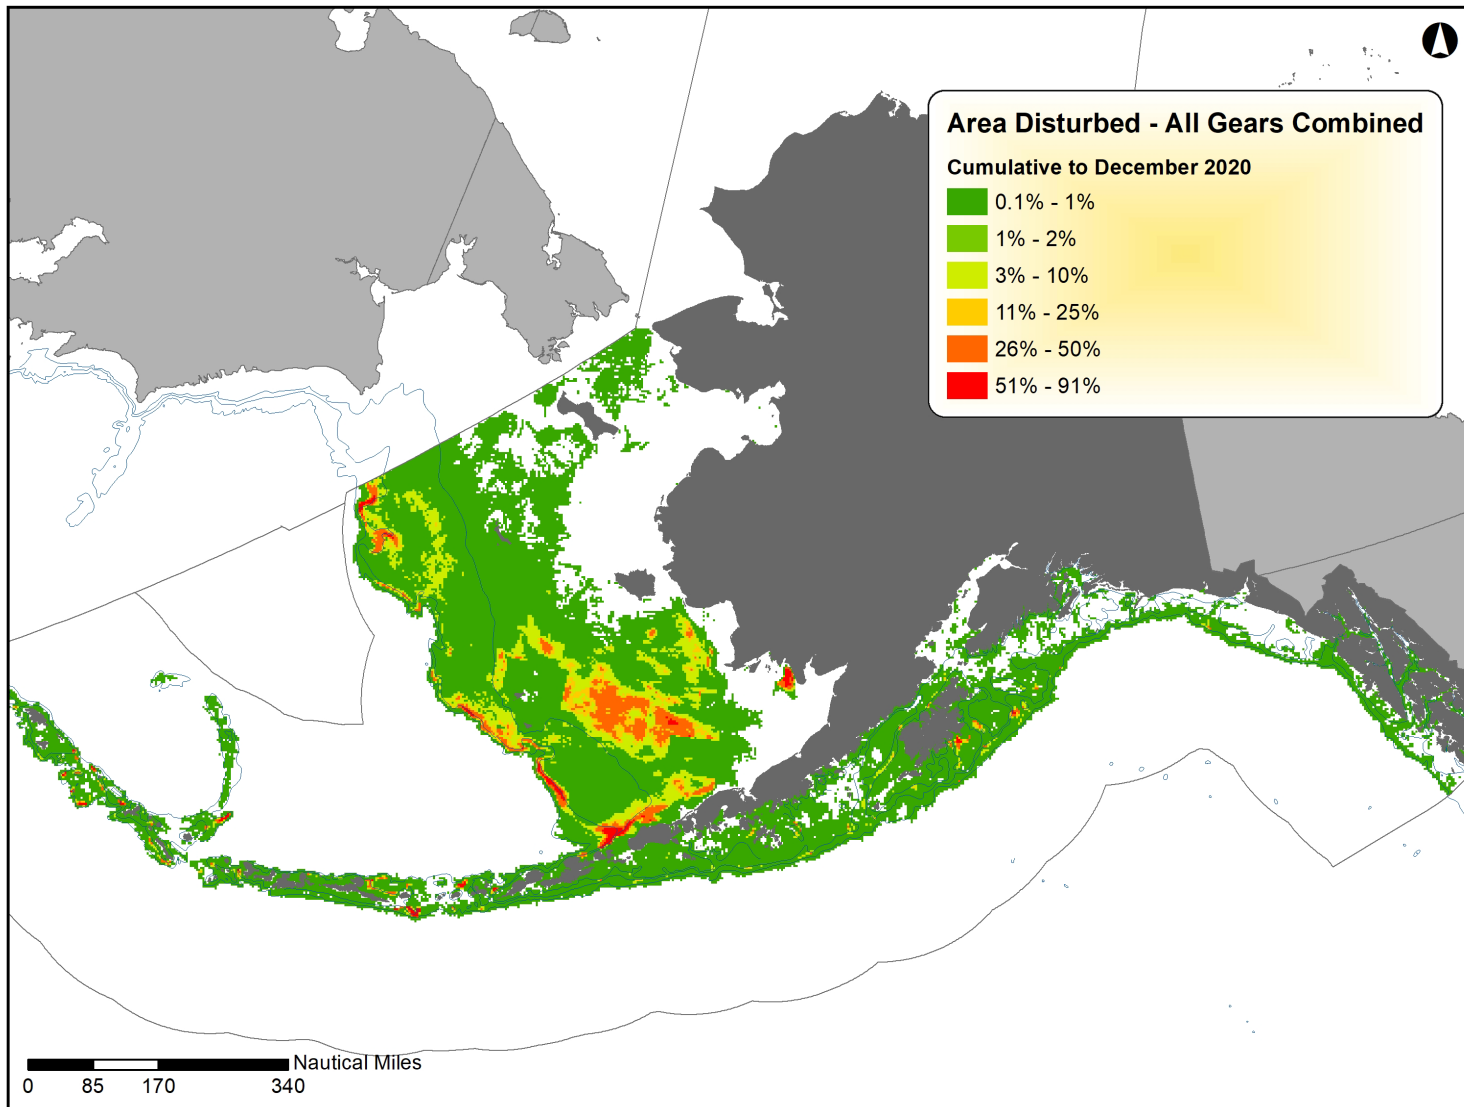 Area Disturbed - All Gears Combined
Cumulative to December 2020
0.1% - 1%
1% - 2%
3% - 10%
11% - 25%
26% - 50%
51% - 91%
Nautical Miles
0 85 170 340